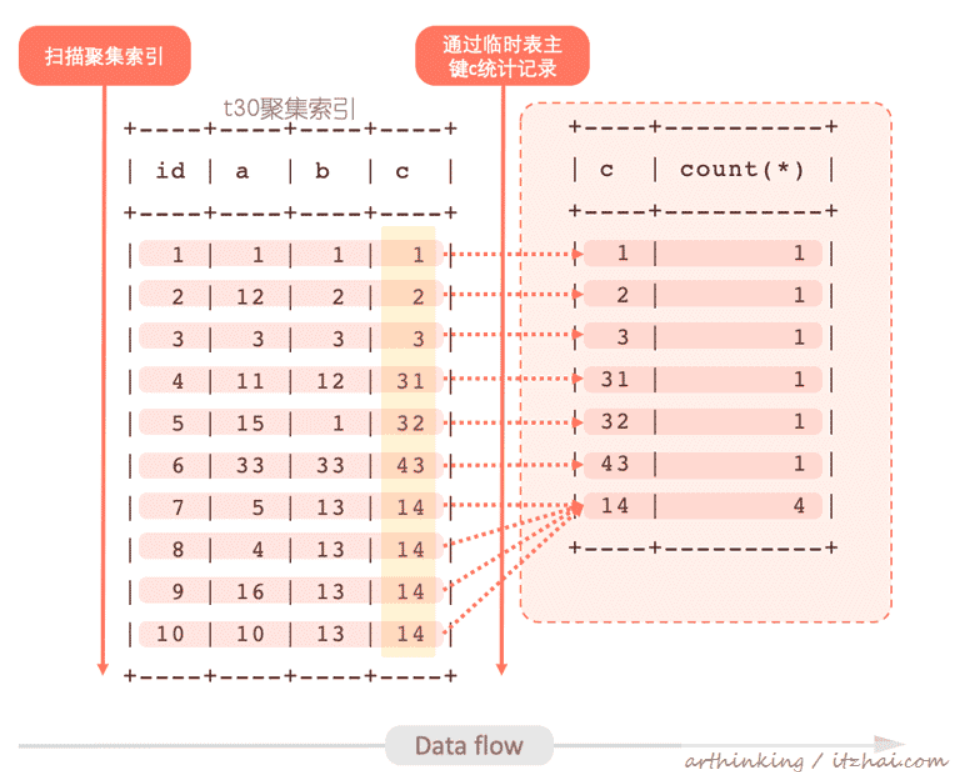 扫描聚集索引
通过临时表主
键c统计记录
t30聚集索引
+----+----+----+----+
| id | a | b | c |
+----+----+----+----+
| 1 | 1 | 1 | 1 |
| 2 | 12 | 2 | 2 |
| 3 | 3 | 3 | 3 |
| 4 | 11 | 12 | 31 |
| 5 | 15 | 1 | 32 |
| 6 | 33 | 33 | 43 |
| 7 | 5 | 13 | 14 |
| 8 | 4 | 13 | 14 |
| 9 | 16 | 13 | 14 |
| 10 | 10 | 13 | 14 |
+----+----+----+----+
+----+----------+
| c | count(*) |
+----+----------+
| 1 | 1 |
| 2 | 1 |
| 3 | 1 |
| 31 | 1 |
| 32 | 1 |
| 43 | 1 |
| 14 | 4 |
+----+----------+
Data flow
arthinking / itzhai.com